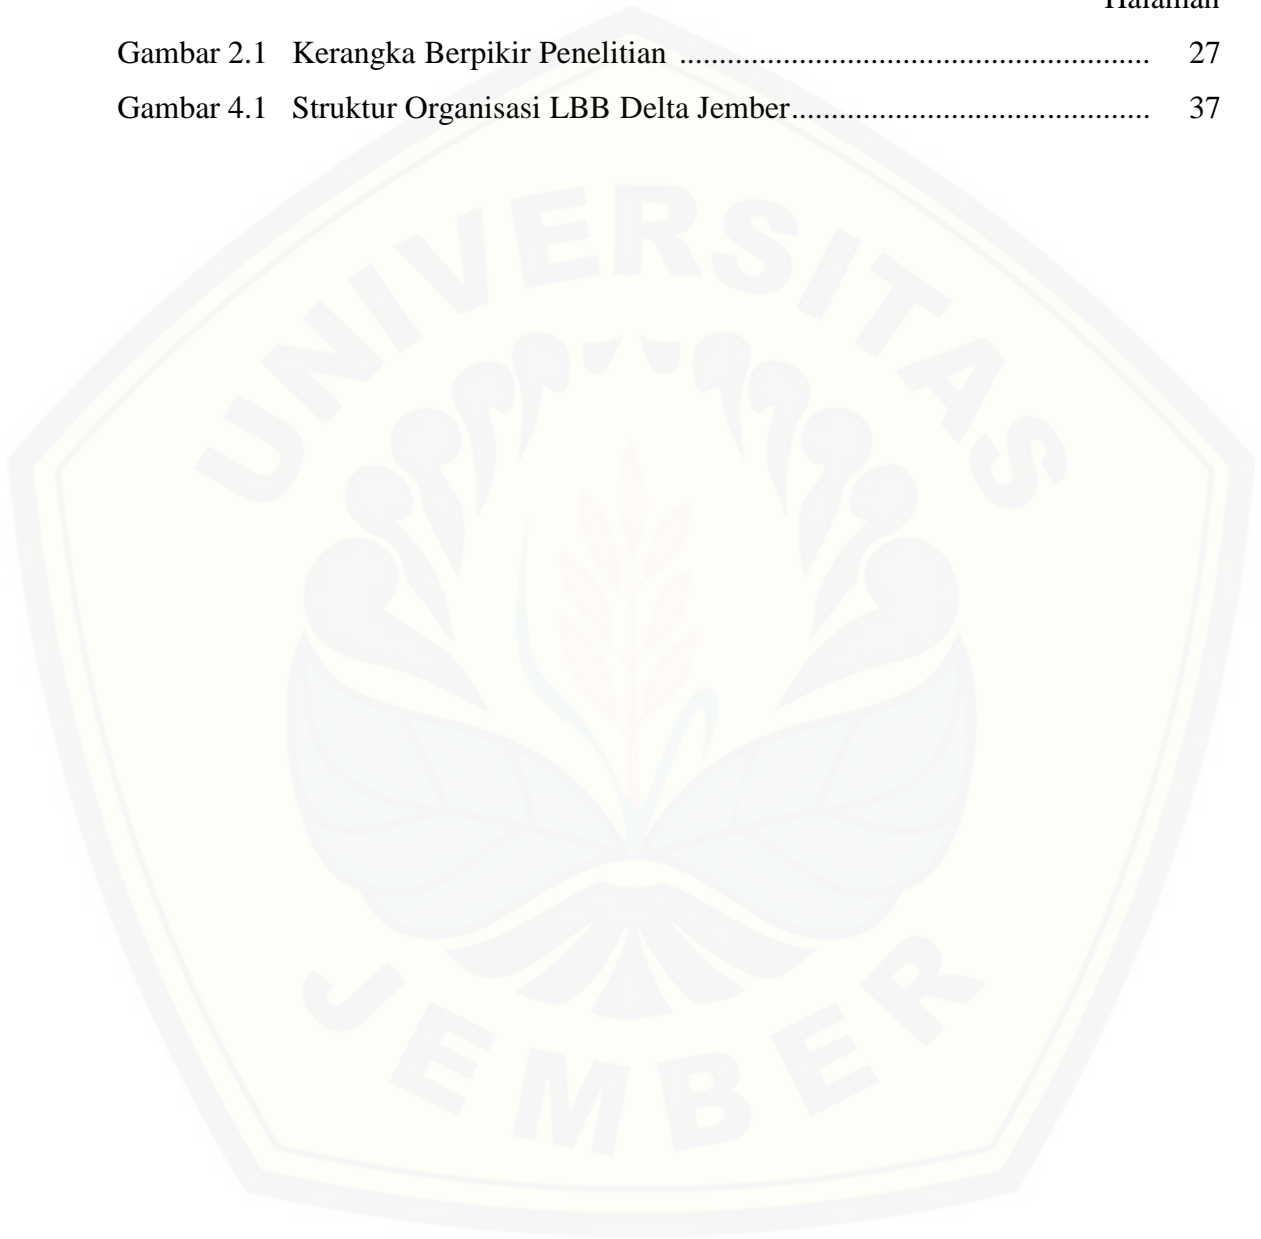 Halaman
Gambar 2.1 Kerangka Berpikir Penelitian ........................................................... 27
Gambar 4.1 Struktur Organisasi LBB Delta Jember............................................. 37
UNIVERSITAS
JEMBER